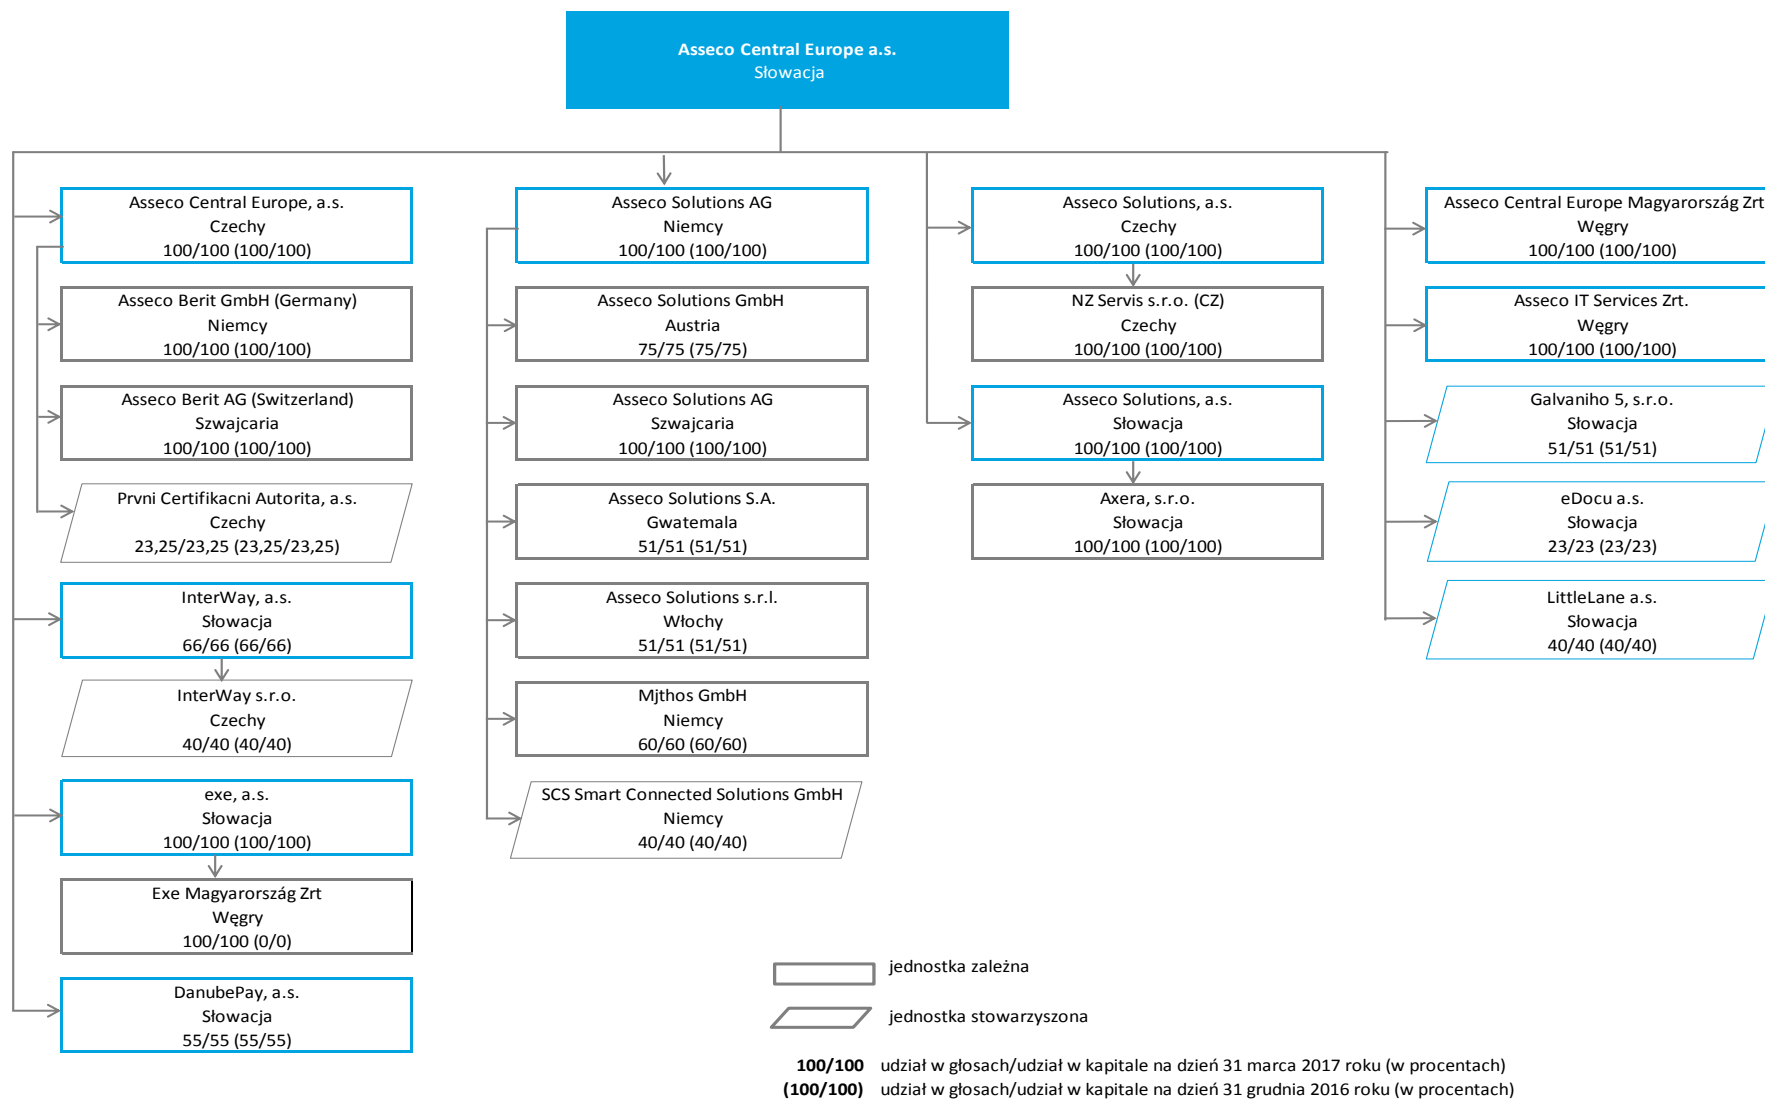 Asseco Central Europe a.s.
Słowacja
Asseco Central Europe, a.s.
Czechy
100/100 (100/100)
Asseco Berit GmbH (Germany)
Niemcy
100/100 (100/100)
Asseco Berit AG (Switzerland)
Szwajcaria
100/100 (100/100)
Prvni Certifikacni Autorita, a.s.
Czechy
23,25/23,25 (23,25/23,25)
InterWay, a.s.
Słowacja
66/66 (66/66)
InterWay s.r.o.
Czechy
40/40 (40/40)
exe, a.s.
Słowacja
100/100 (100/100)
Exe Magyarország Zrt
Węgry
100/100 (0/0)
DanubePay, a.s.
Słowacja
55/55 (55/55)
Asseco Solutions AG
Niemcy
100/100 (100/100)
Asseco Solutions GmbH
Austria
75/75 (75/75)
Asseco Solutions AG
Szwajcaria
100/100 (100/100)
Asseco Solutions S.A.
Gwatemala
51/51 (51/51)
Asseco Solutions s.r.l.
Włochy
51/51 (51/51)
Mjthos GmbH
Niemcy
60/60 (60/60)
SCS Smart Connected Solutions GmbH
Niemcy
40/40 (40/40)
Asseco Solutions, a.s.
Czechy
100/100 (100/100)
NZ Servis s.r.o. (CZ)
Czechy
100/100 (100/100)
Asseco Solutions, a.s.
Słowacja
100/100 (100/100)
Axera, s.r.o.
Słowacja
100/100 (100/100)
Asseco Central Europe Magyarország Zrt
Węgry
100/100 (100/100)
Asseco IT Services Zrt.
Węgry
100/100 (100/100)
Galvaniho 5, s.r.o.
Słowacja
51/51 (51/51)
eDocu a.s.
Słowacja
23/23 (23/23)
LittleLane a.s.
Słowacja
40/40 (40/40)
jednostka zależna
jednostka stowarzyszona
100/100 udział w głosach/udział w kapitale na dzień 31 marca 2017 roku (w procentach)
(100/100) udział w głosach/udział w kapitale na dzień 31 grudnia 2016 roku (w procentach)